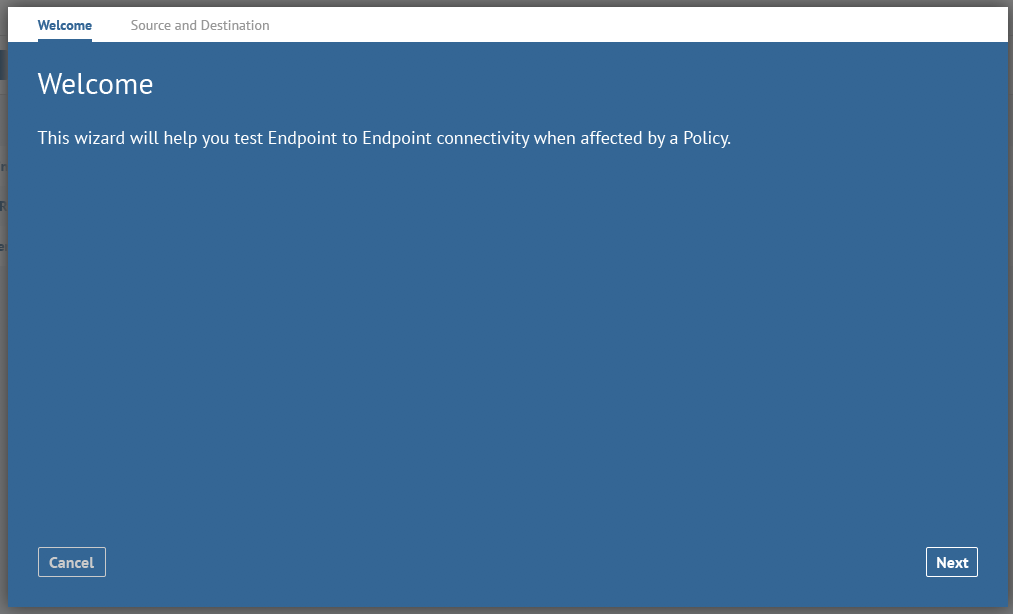 Welcome Source and Destination
Welcome
This wizard will help you test Endpoint to Endpoint connectivity when affected by a Policy.
Cancel Next